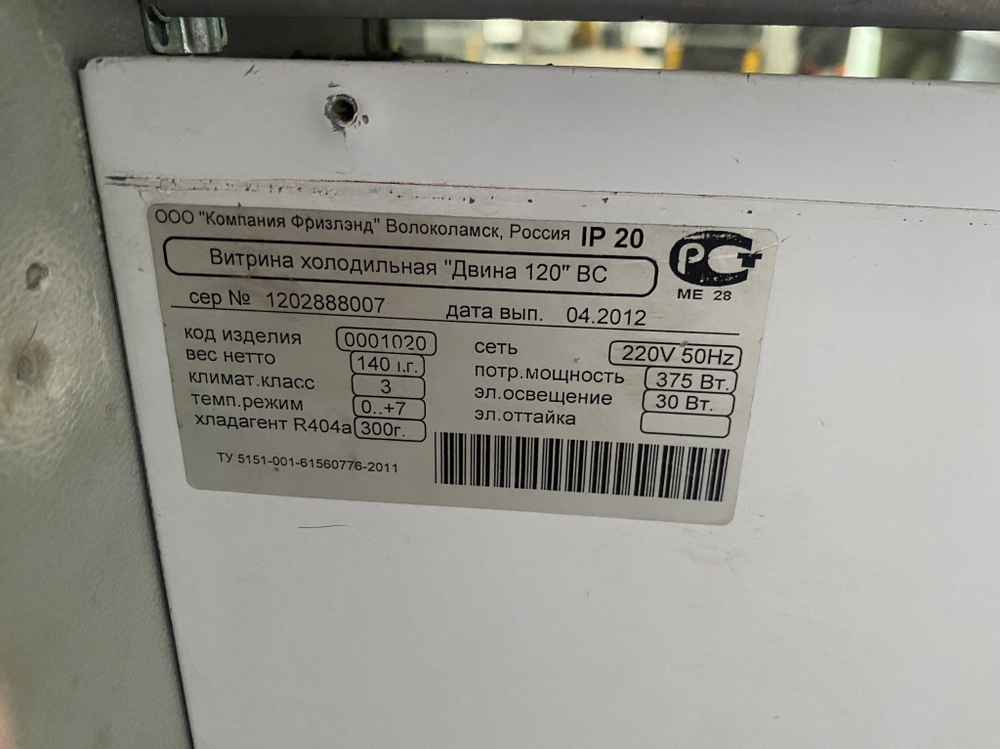 ООО "Компания Фризлэнд" Волоколамск, Россия IP 20
Витрина холодильная "Двина 120" ВС
РСТ
МЕ 28
сер № 1202888007 дата вып. 04.2012
код изделия 0001020 сеть 220V 50Hz
вес нетто 140 кг. потр.мощность 375 Вт.
климат.класс 3 эл.освещение 30 Вт.
темп.режим 0..+7 эл.оттайка
хладагент R404a 300г.
ТУ 5151-001-61560776-2011